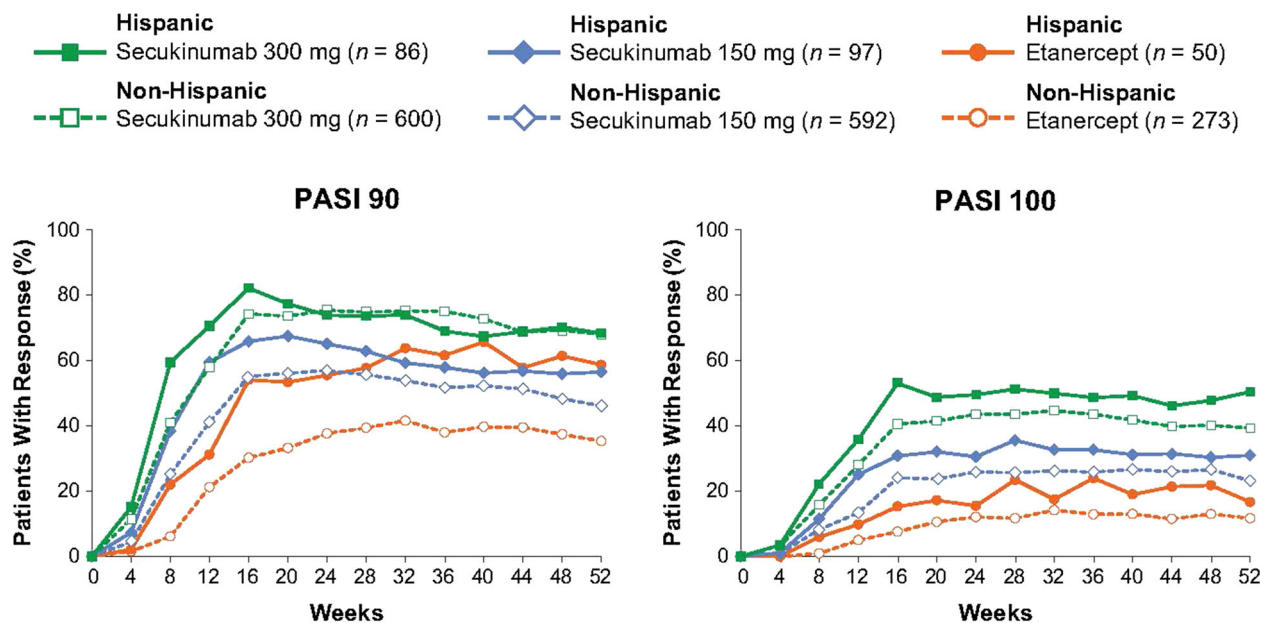 Hispanic
Secukinumab 300 mg (n = 86)
Non-Hispanic
Secukinumab 300 mg (n = 600)
Hispanic
Secukinumab 150 mg (n = 97)
Non-Hispanic
Secukinumab 150 mg (n = 592)
Hispanic
Etanercept (n = 50)
Non-Hispanic
Etanercept (n = 273)
PASI 90
Patients With Response (%)
100
80
60
40
20
0
0 4 8 12 16 20 24 28 32 36 40 44 48 52
Weeks
PASI 100
Patients With Response (%)
100
80
60
40
20
0
0 4 8 12 16 20 24 28 32 36 40 44 48 52
Weeks